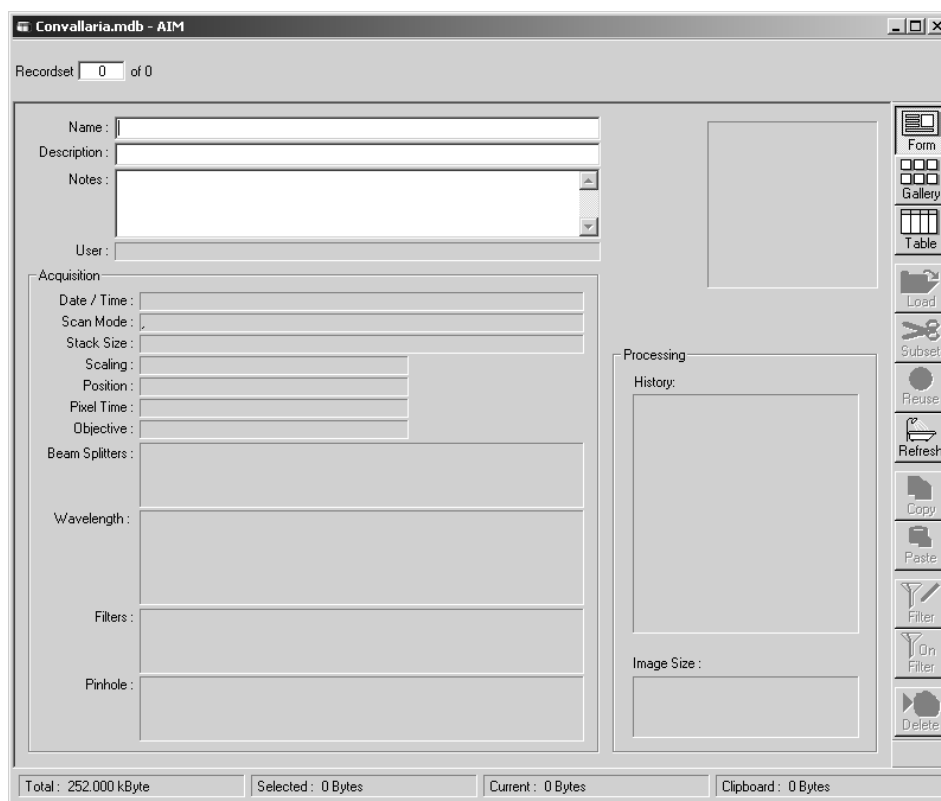 Convallaria.mdb - AIM
Recordset 0 of 0
Name :
Description :
Notes :
User :
Acquisition
Date / Time :
Scan Mode : ,
Stack Size :
Scaling :
Position :
Pixel Time :
Objective :
Beam Splitters :
Wavelength :
Filters :
Pinhole :
Processing
History:
Image Size :
Form
Gallery
Table
Load
Subset
Reuse
Refresh
Copy
Paste
Filter
On
Filter
Delete
Total : 252.000 kByte
Selected : 0 Bytes
Current : 0 Bytes
Clipboard : 0 Bytes